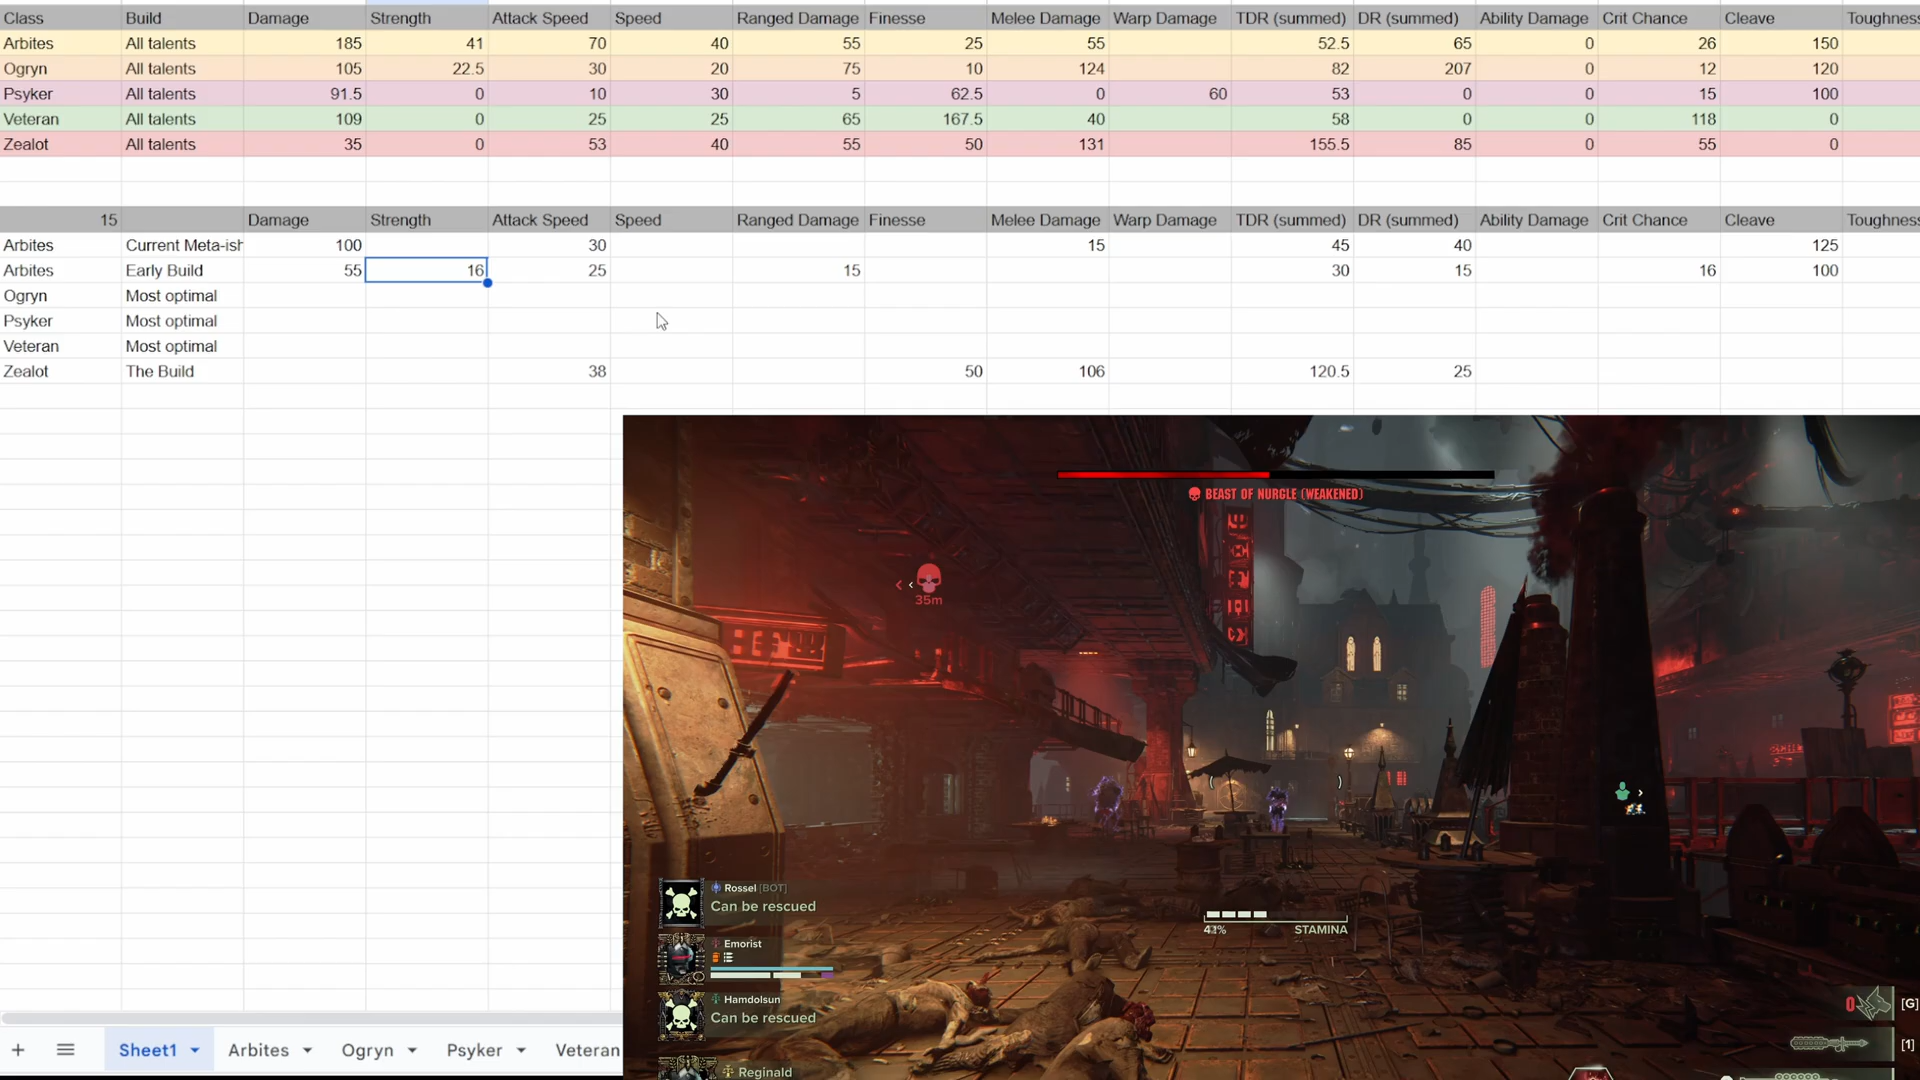 Class Build Damage Strength Attack Speed Speed Ranged Damage Finesse Melee Damage Warp Damage TDR (summed) DR (summed) Ability Damage Crit Chance Cleave Toughness
Arbites All talents 185 41 70 40 55 25 55 52.5 65 0 26 150
Ogryn All talents 105 22.5 30 20 75 10 124 82 207 0 12 120
Psyker All talents 91.5 0 10 30 5 62.5 0 60 53 0 0 15 100
Veteran All talents 109 0 25 25 65 167.5 40 58 0 0 118 0
Zealot All talents 35 0 53 40 55 50 131 155.5 85 0 55 0
15 Damage Strength Attack Speed Speed Ranged Damage Finesse Melee Damage Warp Damage TDR (summed) DR (summed) Ability Damage Crit Chance Cleave Toughness
Arbites Current Meta-ish 100 30 15 45 40 125
Arbites Early Build 55 16 25 15 30 15 16 100
Ogryn Most optimal
Psyker Most optimal
Veteran Most optimal
Zealot The Build 38 50 106 120.5 25
BEAST OF NURGLE (WEAKENED)
35m
Rossel [BOT]
Can be rescued
STAMINA
Emorist
Hamdolsun
Can be rescued
0 [G]
[1]
Reginald
+ Sheet1 Arbites Ogryn Psyker Veteran